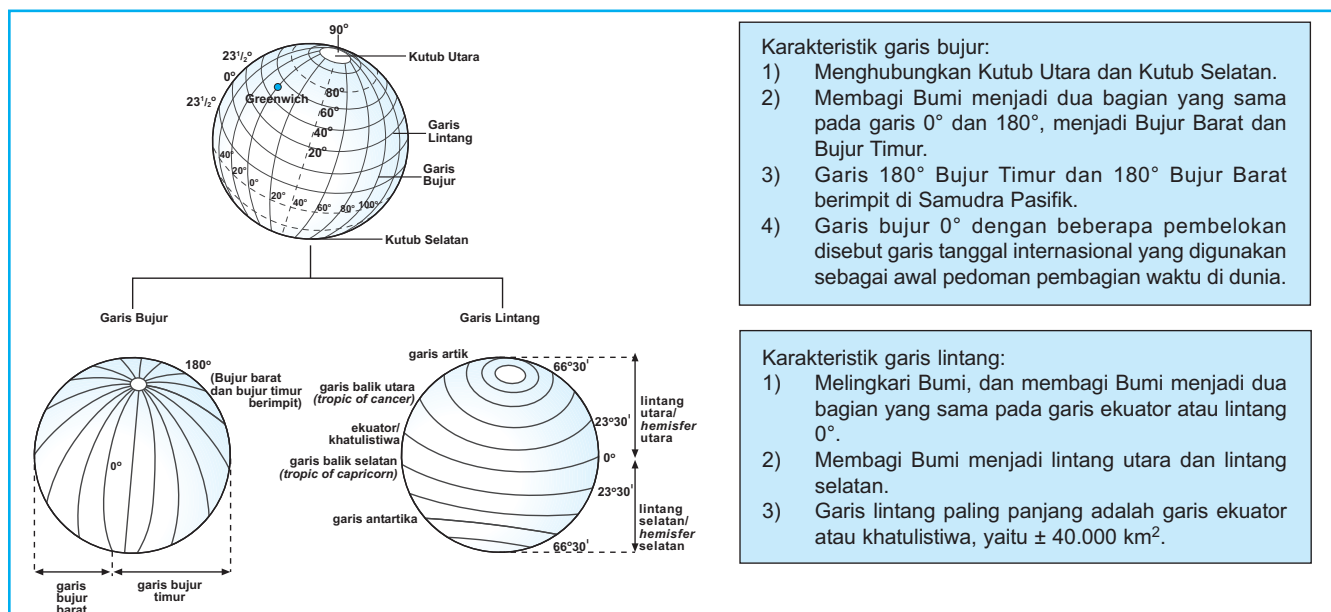 90°
Kutub Utara
23¹/₂°
0°
Greenwich
23¹/₂°
80°
60°
40°
20°
Garis
Lintang
Garis
Bujur
40°
20°
0°
20°
40°
60°
80°
100°
Kutub Selatan
Garis Bujur
Garis Lintang
180°
(Bujur barat
dan bujur timur
berimpit)
0°
garis
bujur
barat
garis bujur
timur
garis artik
garis balik utara
(tropic of cancer)
ekuator/
khatulistiwa
garis balik selatan
(tropic of capricorn)
garis antartika
66°30'
23°30'
0°
23°30'
66°30'
lintang
utara/
hemisfer
utara
lintang
selatan/
hemisfer
selatan
Karakteristik garis bujur:
1) Menghubungkan Kutub Utara dan Kutub Selatan.
2) Membagi Bumi menjadi dua bagian yang sama
pada garis 0° dan 180°, menjadi Bujur Barat dan
Bujur Timur.
3) Garis 180° Bujur Timur dan 180° Bujur Barat
berimpit di Samudra Pasifik.
4) Garis bujur 0° dengan beberapa pembelokan
disebut garis tanggal internasional yang digunakan
sebagai awal pedoman pembagian waktu di dunia.
Karakteristik garis lintang:
1) Melingkari Bumi, dan membagi Bumi menjadi dua
bagian yang sama pada garis ekuator atau lintang
0°.
2) Membagi Bumi menjadi lintang utara dan lintang
selatan.
3) Garis lintang paling panjang adalah garis ekuator
atau khatulistiwa, yaitu ± 40.000 km².